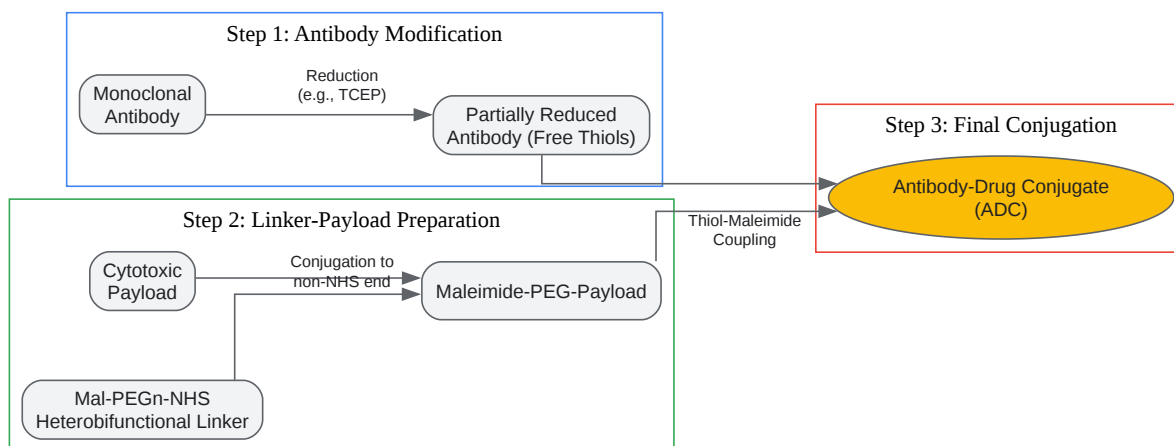 Step 1: Antibody Modification
Monoclonal
Antibody
Reduction
(e.g., TCEP)
Partially Reduced
Antibody (Free Thiols)
Step 2: Linker-Payload Preparation
Cytotoxic
Payload
Conjugation to
non-NHS end
Maleimide-PEG-Payload
Mal-PEGn-NHS
Heterobifunctional Linker
Thiol-Maleimide
Coupling
Step 3: Final Conjugation
Antibody-Drug Conjugate
(ADC)